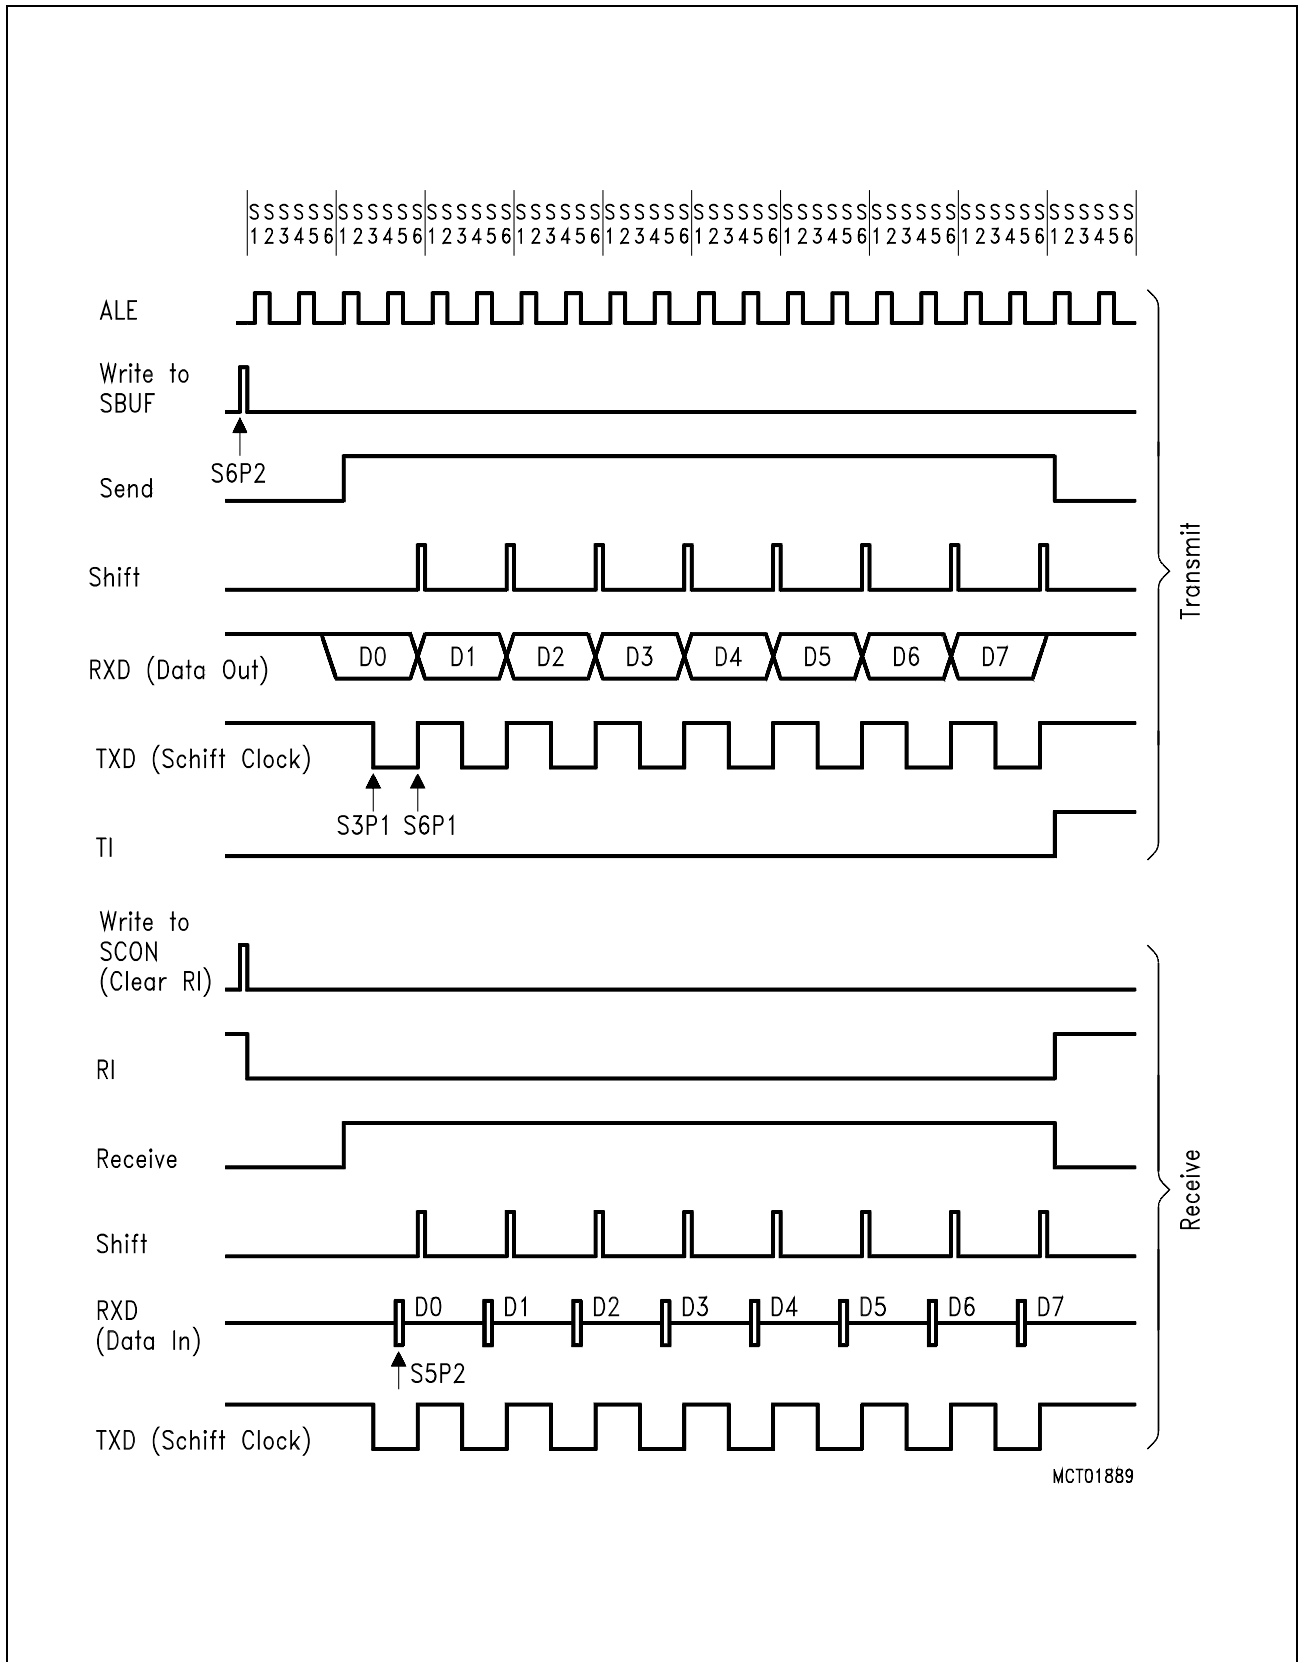 S S S S S S S S S S S S S S S S S S S S S S S S S S S S S S S S S S S S S S S S S S S S S S S S S S S S S S S S S S S S
1 2 3 4 5 6 1 2 3 4 5 6 1 2 3 4 5 6 1 2 3 4 5 6 1 2 3 4 5 6 1 2 3 4 5 6 1 2 3 4 5 6 1 2 3 4 5 6 1 2 3 4 5 6 1 2 3 4 5 6
ALE
Write to
SBUF
S6P2
Send
Shift
RXD (Data Out)
D0 D1 D2 D3 D4 D5 D6 D7
TXD (Schift Clock)
S3P1 S6P1
TI
Transmit
Write to
SCON
(Clear RI)
RI
Receive
Shift
RXD
(Data In)
D0 D1 D2 D3 D4 D5 D6 D7
S5P2
TXD (Schift Clock)
Receive
MCT01889